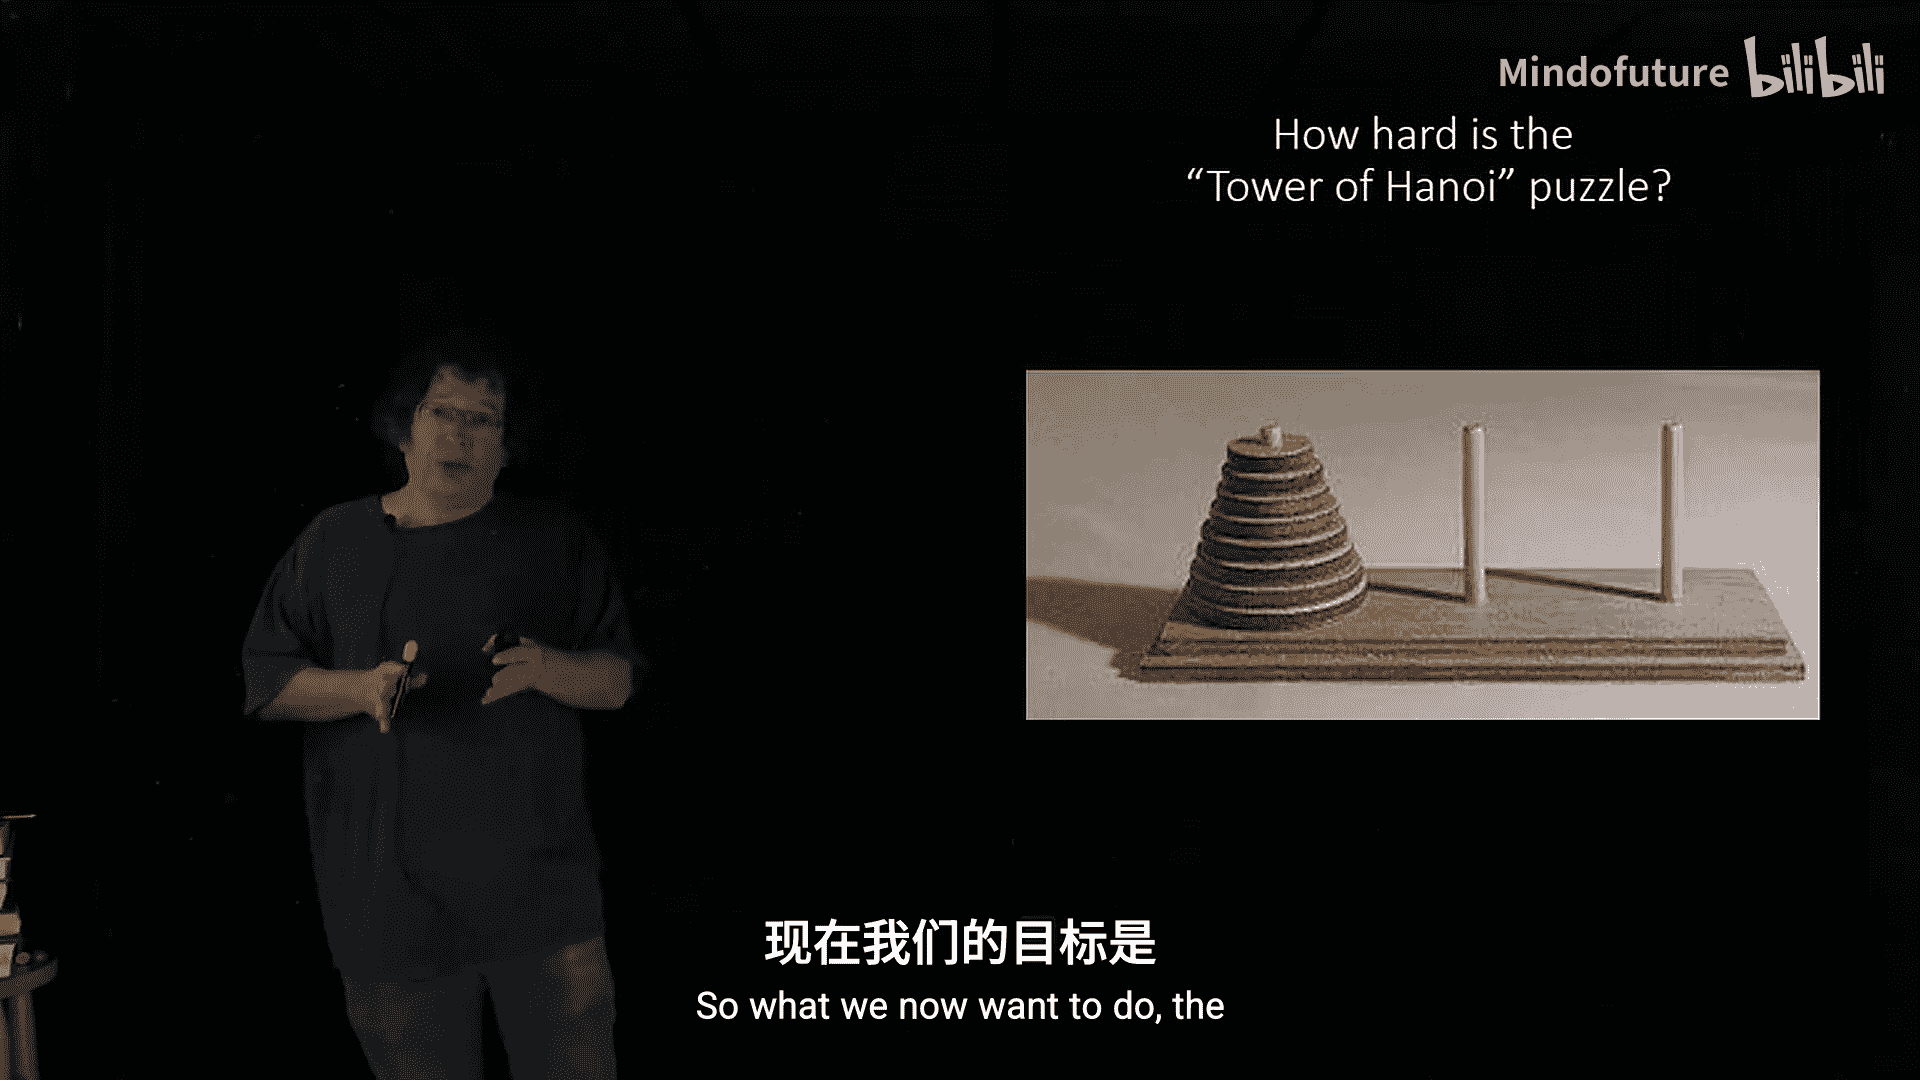 Mindofuture bilibili
How hard is the
“Tower of Hanoi” puzzle?
现在我们的目标是
So what we now want to do, the